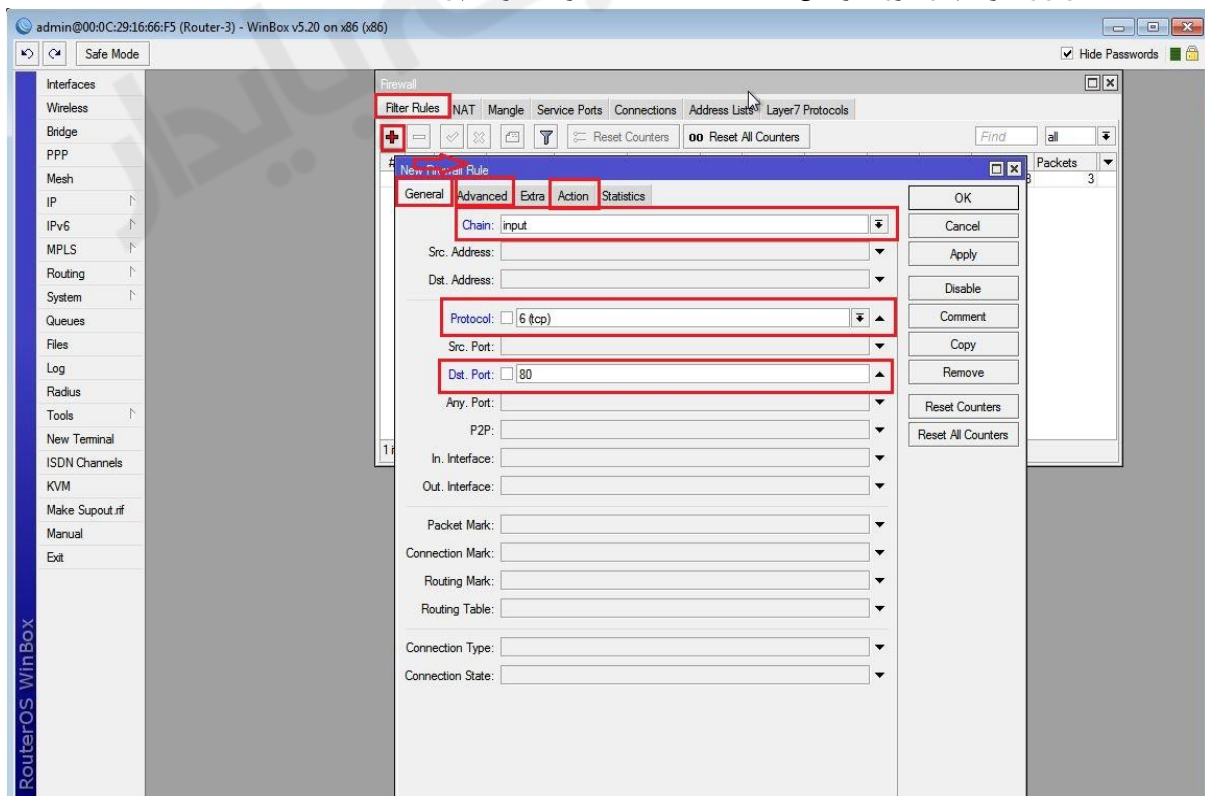 admin@00:0C:29:16:66:F5 (Router-3) - WinBox v5.20 on x86 (x86)
Safe Mode
Hide Passwords
Interfaces
Wireless
Bridge
PPP
Mesh
IP
IPv6
MPLS
Routing
System
Queues
Files
Log
Radius
Tools
New Terminal
ISDN Channels
KVM
Make Supout.rif
Manual
Exit
RouterOS WinBox
Firewall
Filter Rules NAT Mangle Service Ports Connections Address Lists Layer7 Protocols
Reset Counters 00 Reset All Counters Find all
# Packets
3
New Firewall Rule
General Advanced Extra Action Statistics
Chain: input
Src. Address:
Dst. Address:
Protocol: 6 (tcp)
Src. Port:
Dst. Port: 80
Any. Port:
P2P:
In. Interface:
Out. Interface:
Packet Mark:
Connection Mark:
Routing Mark:
Routing Table:
Connection Type:
Connection State:
OK
Cancel
Apply
Disable
Comment
Copy
Remove
Reset Counters
Reset All Counters